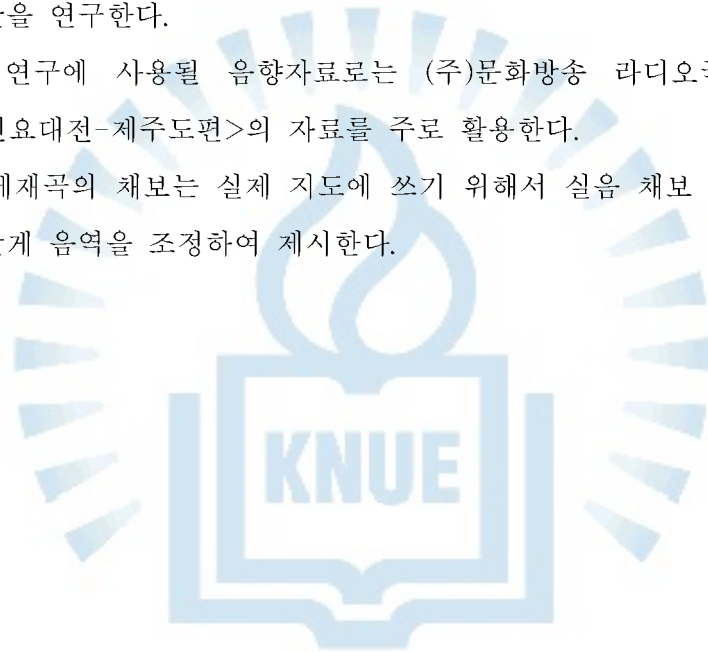 을 연구한다.
연구에 사용될 음향자료로는 (주)문화방송 라디오
요대전-제주도편>의 자료를 주로 활용한다.
제재곡의 채보는 실제 지도에 쓰기 위해서 실음 채보
게 음역을 조정하여 제시한다.
KNUE